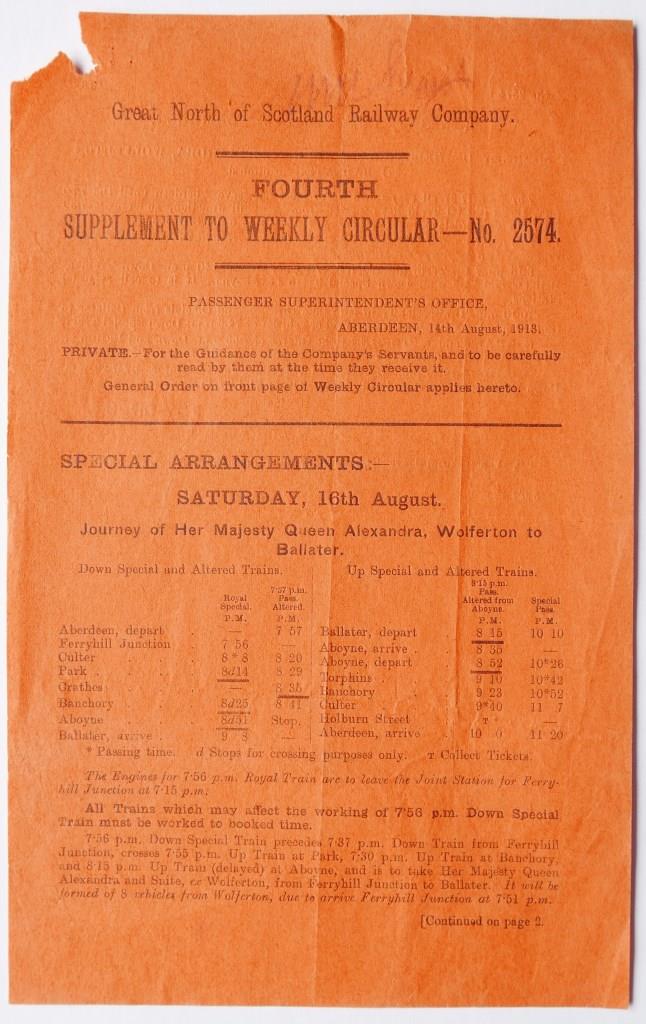 Great North of Scotland Railway Company.
FOURTH
SUPPLEMENT TO WEEKLY CIRCULAR—No. 2574.
PASSENGER SUPERINTENDENT'S OFFICE,
ABERDEEN, 14th August, 1913.
PRIVATE.—For the Guidance of the Company's Servants, and to be carefully
read by them at the time they receive it.
General Order on front page of Weekly Circular applies hereto.
SPECIAL ARRANGEMENTS:—
SATURDAY, 16th August.
Journey of Her Majesty Queen Alexandra, Wolferton to
Ballater.
Down Special and Altered Trains.
Royal Special. P.M. 7·37 p.m. Pass. Altered. P.M.
Aberdeen, depart . — 7 57
Ferryhill Junction 7 56 —
Culter . . 8*8 8 20
Park . . 8d14 8 29
Crathes . . — 8 35
Banchory . . 8d25 8 41
Aboyne . . 8d51 Stop.
Ballater, arrive . 9 8 —
Up Special and Altered Trains.
8·15 p.m. Pass. Altered from Aboyne. P.M. Special Pass. P.M.
Ballater, depart . 8 15 10 10
Aboyne, arrive . 8 35 —
Aboyne, depart . 8 52 10*26
Torphins . . 9 10 10*42
Banchory . . 9 23 10*52
Culter . . 9*40 11 7
Holburn Street . T —
Aberdeen, arrive . 10 0 11 20
* Passing time. d Stops for crossing purposes only. T Collect Tickets.
The Engines for 7·56 p.m. Royal Train are to leave the Joint Station for Ferry-
hill Junction at 7·15 p.m.
All Trains which may affect the working of 7·56 p.m. Down Special
Train must be worked to booked time.
7·56 p.m. Down Special Train precedes 7·37 p.m. Down Train from Ferryhill
Junction, crosses 7·55 p.m. Up Train at Park, 7·30 p.m. Up Train at Banchory,
and 8·15 p.m. Up Train (delayed) at Aboyne, and is to take Her Majesty Queen
Alexandra and Suite, ex Wolferton, from Ferryhill Junction to Ballater. It will be
formed of 8 vehicles from Wolferton, due to arrive Ferryhill Junction at 7·51 p.m.
[Continued on page 2.